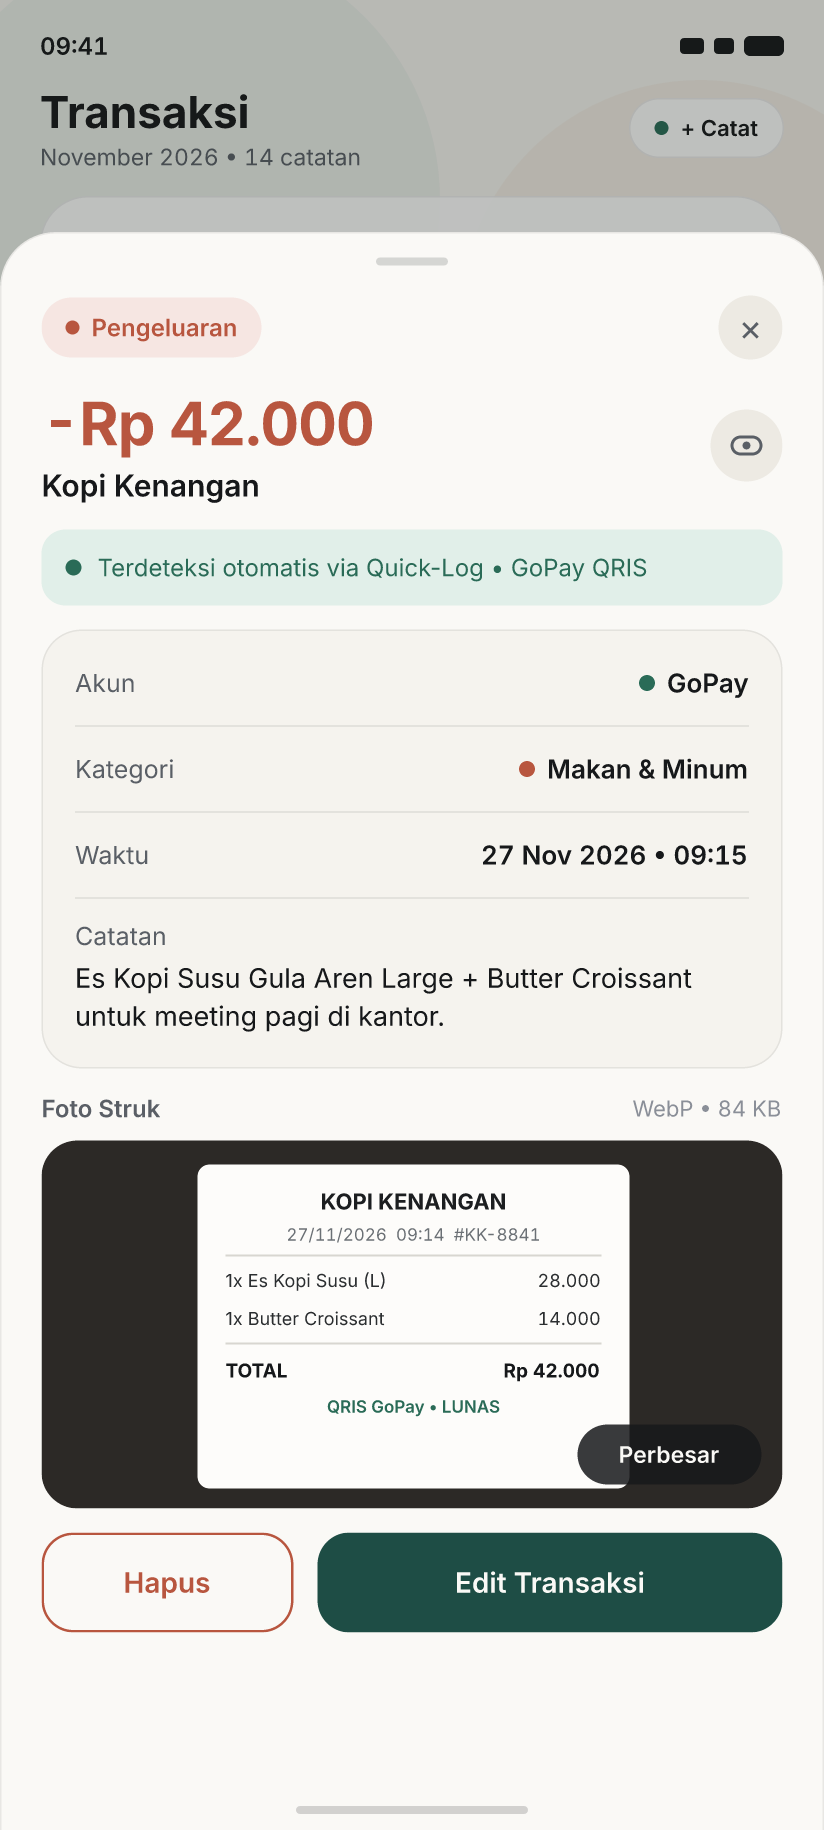 09:41
Transaksi
November 2026 • 14 catatan
+ Catat
Pengeluaran
×
-Rp 42.000
Kopi Kenangan
Terdeteksi otomatis via Quick-Log • GoPay QRIS
Akun
GoPay
Kategori
Makan & Minum
Waktu
27 Nov 2026 • 09:15
Catatan
Es Kopi Susu Gula Aren Large + Butter Croissant
untuk meeting pagi di kantor.
Foto Struk
WebP • 84 KB
KOPI KENANGAN
27/11/2026 09:14 #KK-8841
1x Es Kopi Susu (L) 28.000
1x Butter Croissant 14.000
TOTAL Rp 42.000
QRIS GoPay • LUNAS
Perbesar
Hapus
Edit Transaksi